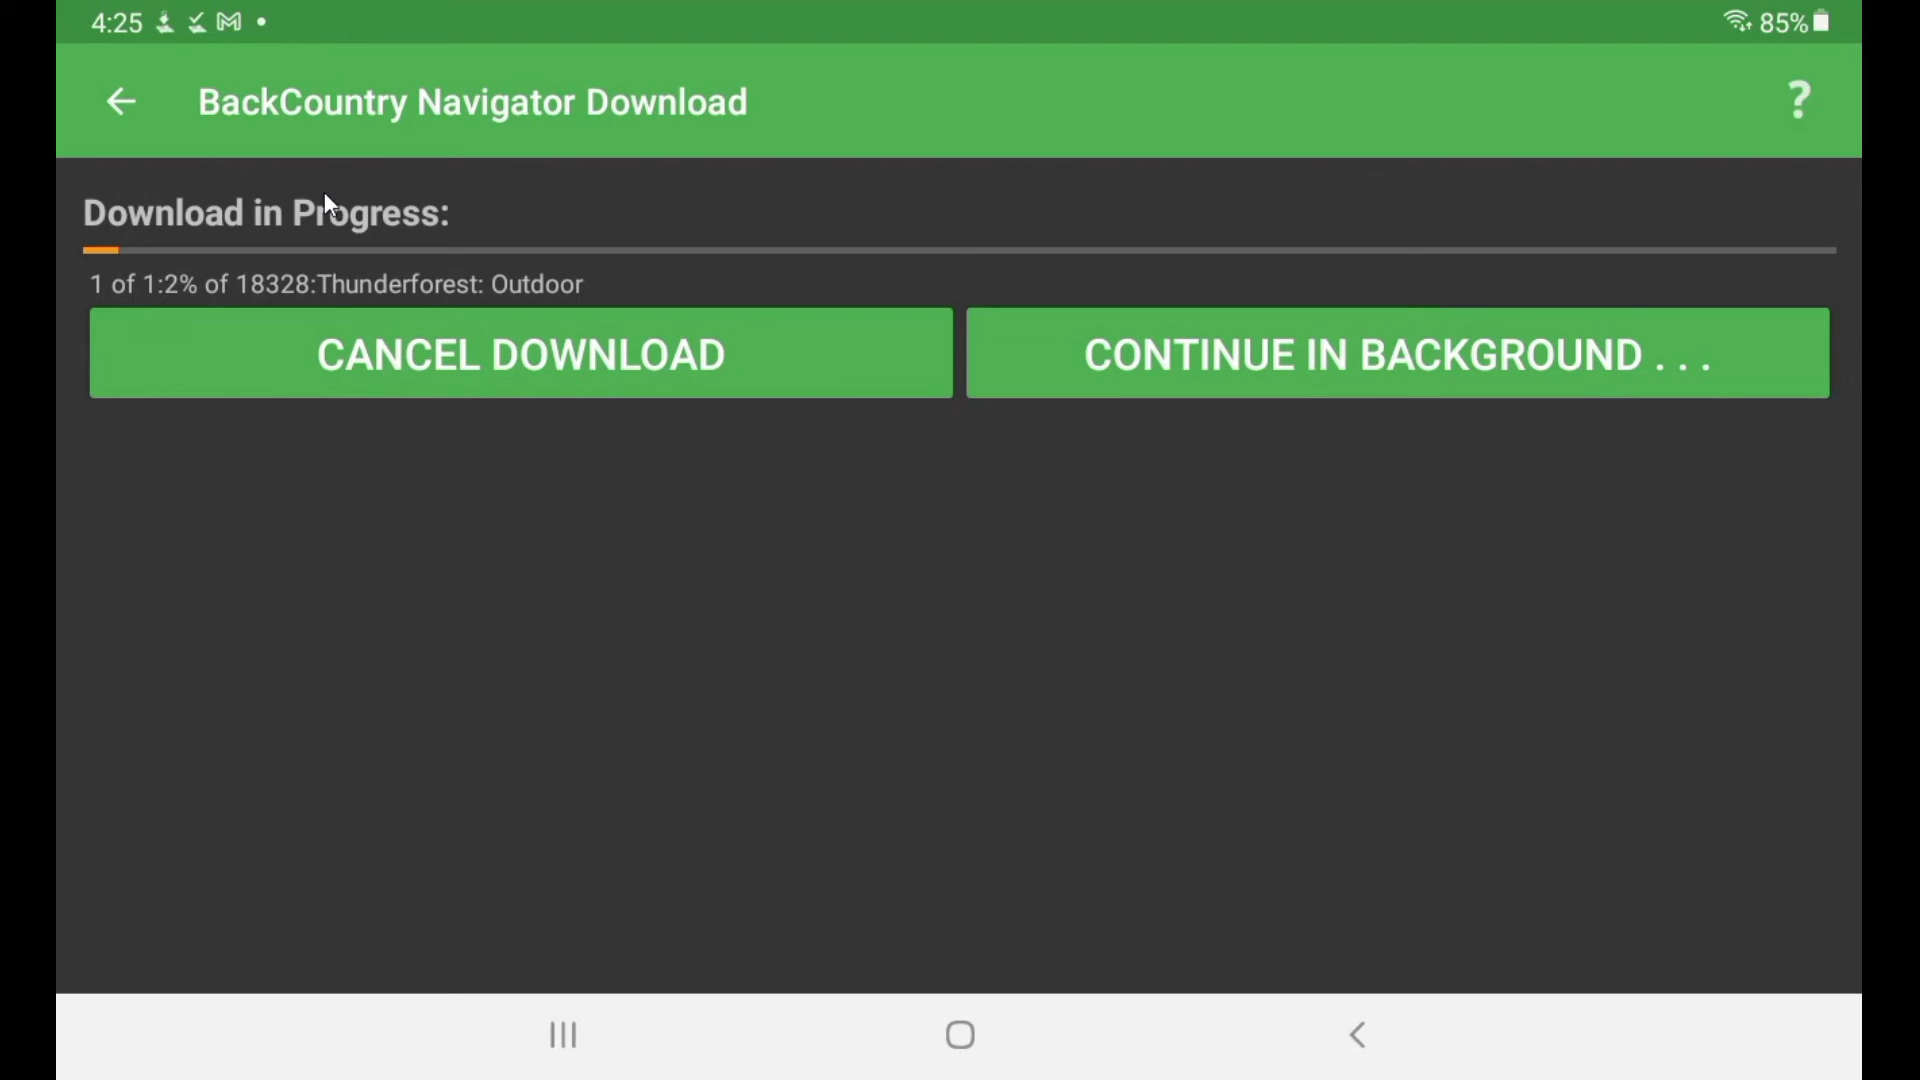 4:25
85%
BackCountry Navigator Download
?
Download in Progress:
1 of 1:2% of 18328:Thunderforest: Outdoor
CANCEL DOWNLOAD
CONTINUE IN BACKGROUND . . .